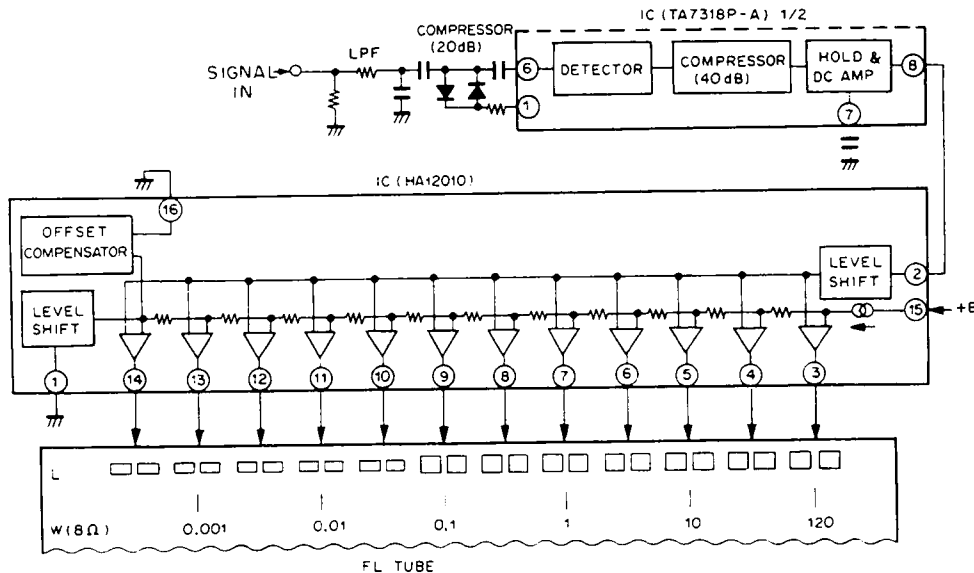 IC (TA7318P-A) 1/2
COMPRESSOR
(20dB)
LPF
SIGNAL
IN
6
DETECTOR
COMPRESSOR
(40dB)
HOLD &
DC AMP
8
1
7
IC (HA12010)
16
OFFSET
COMPENSATOR
LEVEL
SHIFT
2
LEVEL
SHIFT
15
+B
1
14
13
12
11
10
9
8
7
6
5
4
3
L
W(8Ω)
0.001
0.01
0.1
1
10
120
FL TUBE